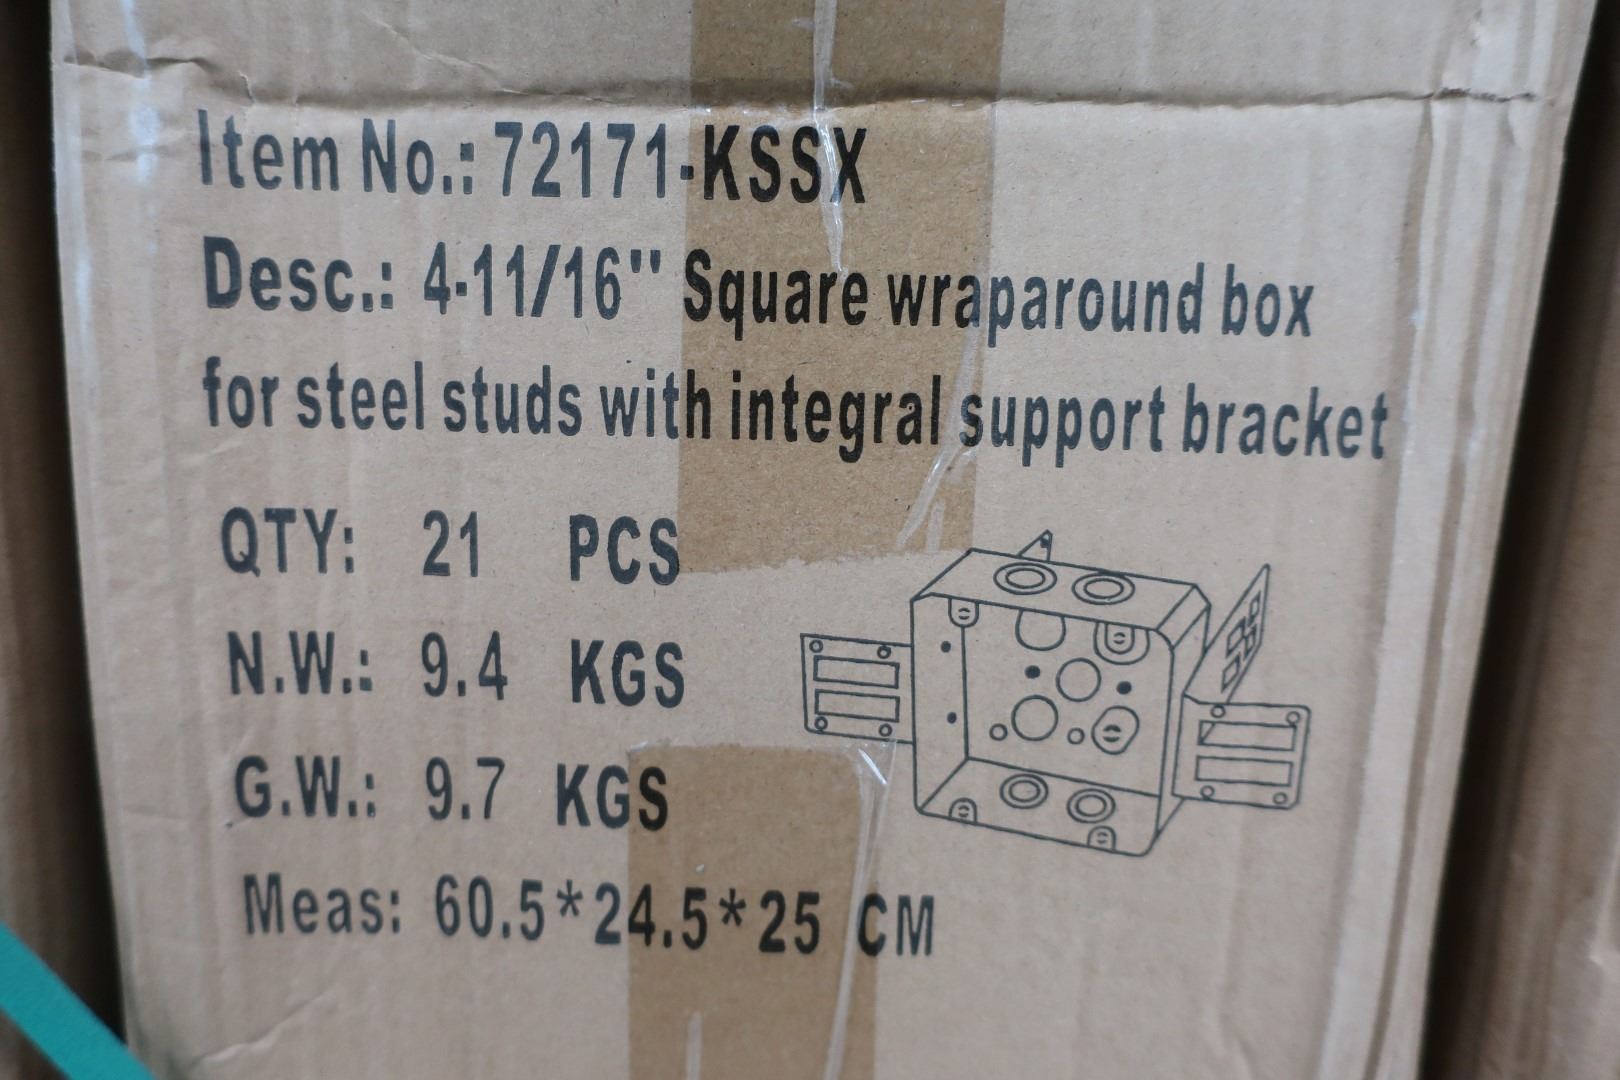 Item No.: 72171-KSSX
Desc.: 4-11/16" Square wraparound box
for steel studs with integral support bracket
QTY: 21 PCS
N.W.: 9.4 KGS
G.W.: 9.7 KGS
Meas: 60.5*24.5*25 CM